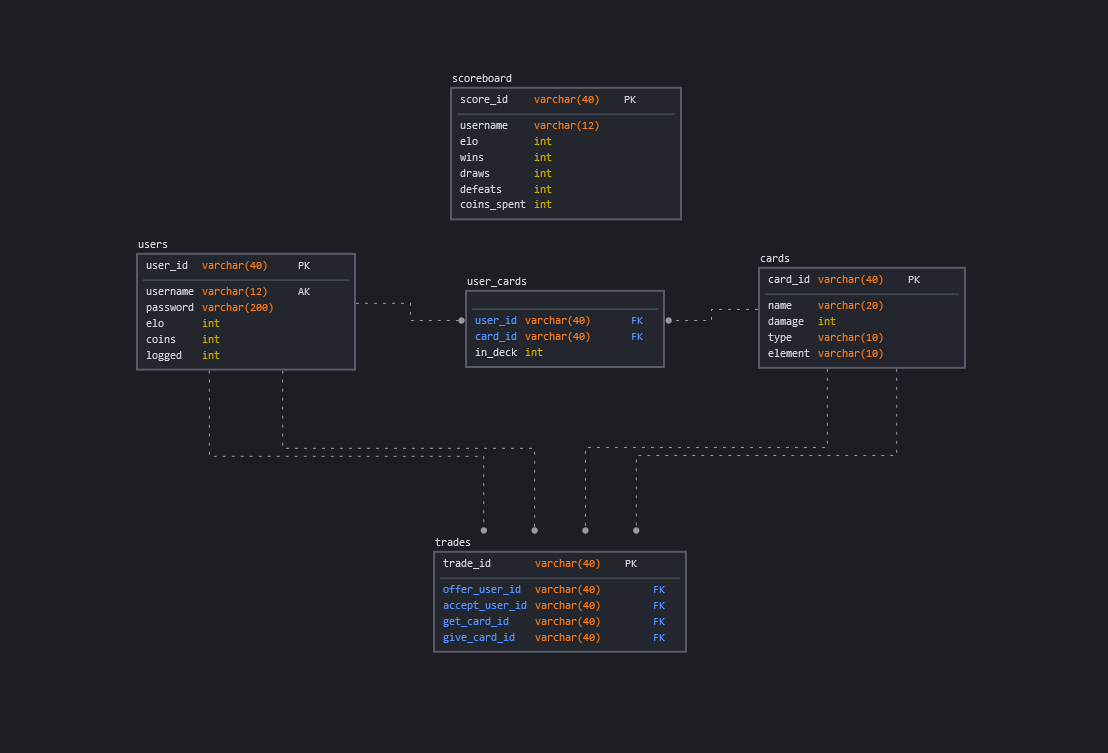 scoreboard
score_id varchar(40) PK
username varchar(12)
elo int
wins int
draws int
defeats int
coins_spent int
users
user_id varchar(40) PK
username varchar(12) AK
password varchar(200)
elo int
coins int
logged int
user_cards
user_id varchar(40) FK
card_id varchar(40) FK
in_deck int
cards
card_id varchar(40) PK
name varchar(20)
damage int
type varchar(10)
element varchar(10)
trades
trade_id varchar(40) PK
offer_user_id varchar(40) FK
accept_user_id varchar(40) FK
get_card_id varchar(40) FK
give_card_id varchar(40) FK